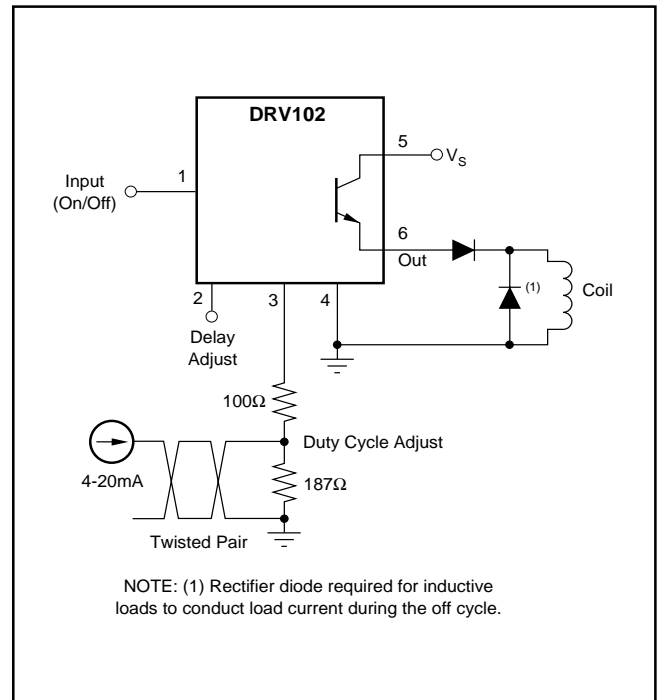 DRV102
5
VS
Input
(On/Off)
1
6
Out
(1)
Coil
2
3
4
Delay
Adjust
100Ω
Duty Cycle Adjust
4-20mA
187Ω
Twisted Pair
NOTE: (1) Rectifier diode required for inductive
loads to conduct load current during the off cycle.